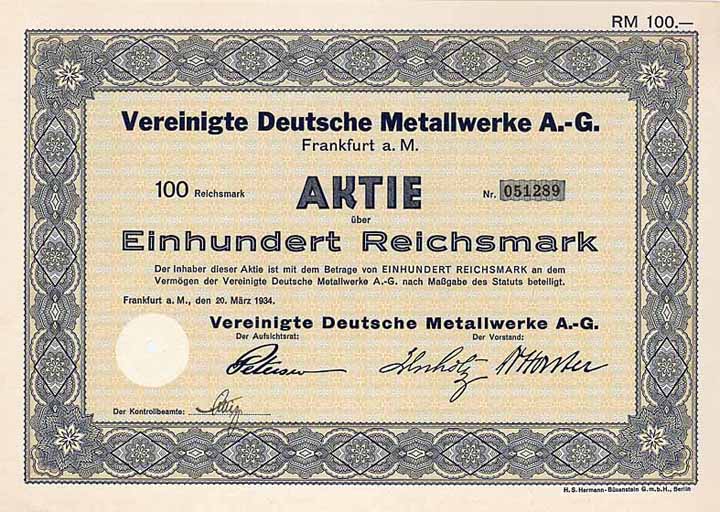 RM 100.—
Vereinigte Deutsche Metallwerke A.-G.
Frankfurt a. M.
100 Reichsmark AKTIE Nr. 051289
über
Einhundert Reichsmark
Der Inhaber dieser Aktie ist mit dem Betrage von EINHUNDERT REICHSMARK an dem
Vermögen der Vereinigte Deutsche Metallwerke A.-G. nach Maßgabe des Statuts beteiligt.
Frankfurt a. M., den 20. März 1934.
Vereinigte Deutsche Metallwerke A.-G.
Der Aufsichtsrat: Der Vorstand:
Petersen
Der Kontrollbeamte:
H. S. Hermann-Büxenstein G. m. b. H., Berlin